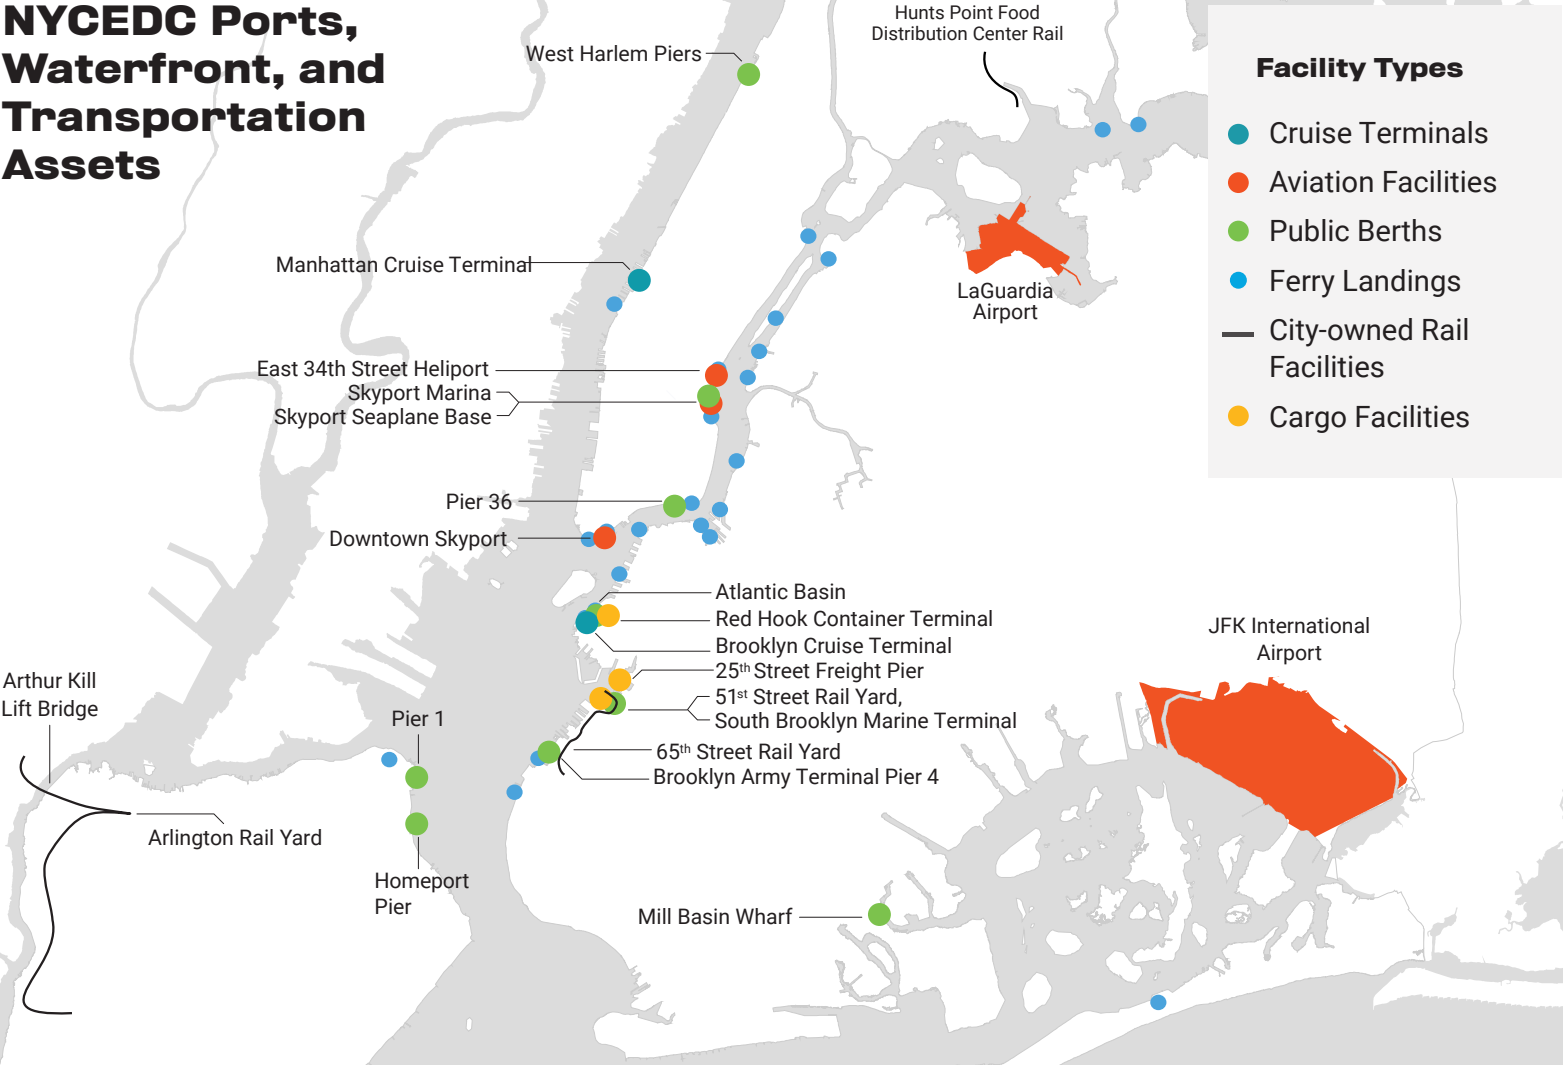 NYCEDC Ports,
Waterfront, and
Transportation
Assets
West Harlem Piers
Hunts Point Food
Distribution Center Rail
Facility Types
Cruise Terminals
Aviation Facilities
Public Berths
Ferry Landings
City-owned Rail
Facilities
Cargo Facilities
Manhattan Cruise Terminal
LaGuardia
Airport
East 34th Street Heliport
Skyport Marina
Skyport Seaplane Base
Pier 36
Downtown Skyport
Atlantic Basin
Red Hook Container Terminal
Brooklyn Cruise Terminal
25th Street Freight Pier
51st Street Rail Yard,
South Brooklyn Marine Terminal
65th Street Rail Yard
Brooklyn Army Terminal Pier 4
JFK International
Airport
Arthur Kill
Lift Bridge
Pier 1
Arlington Rail Yard
Homeport
Pier
Mill Basin Wharf